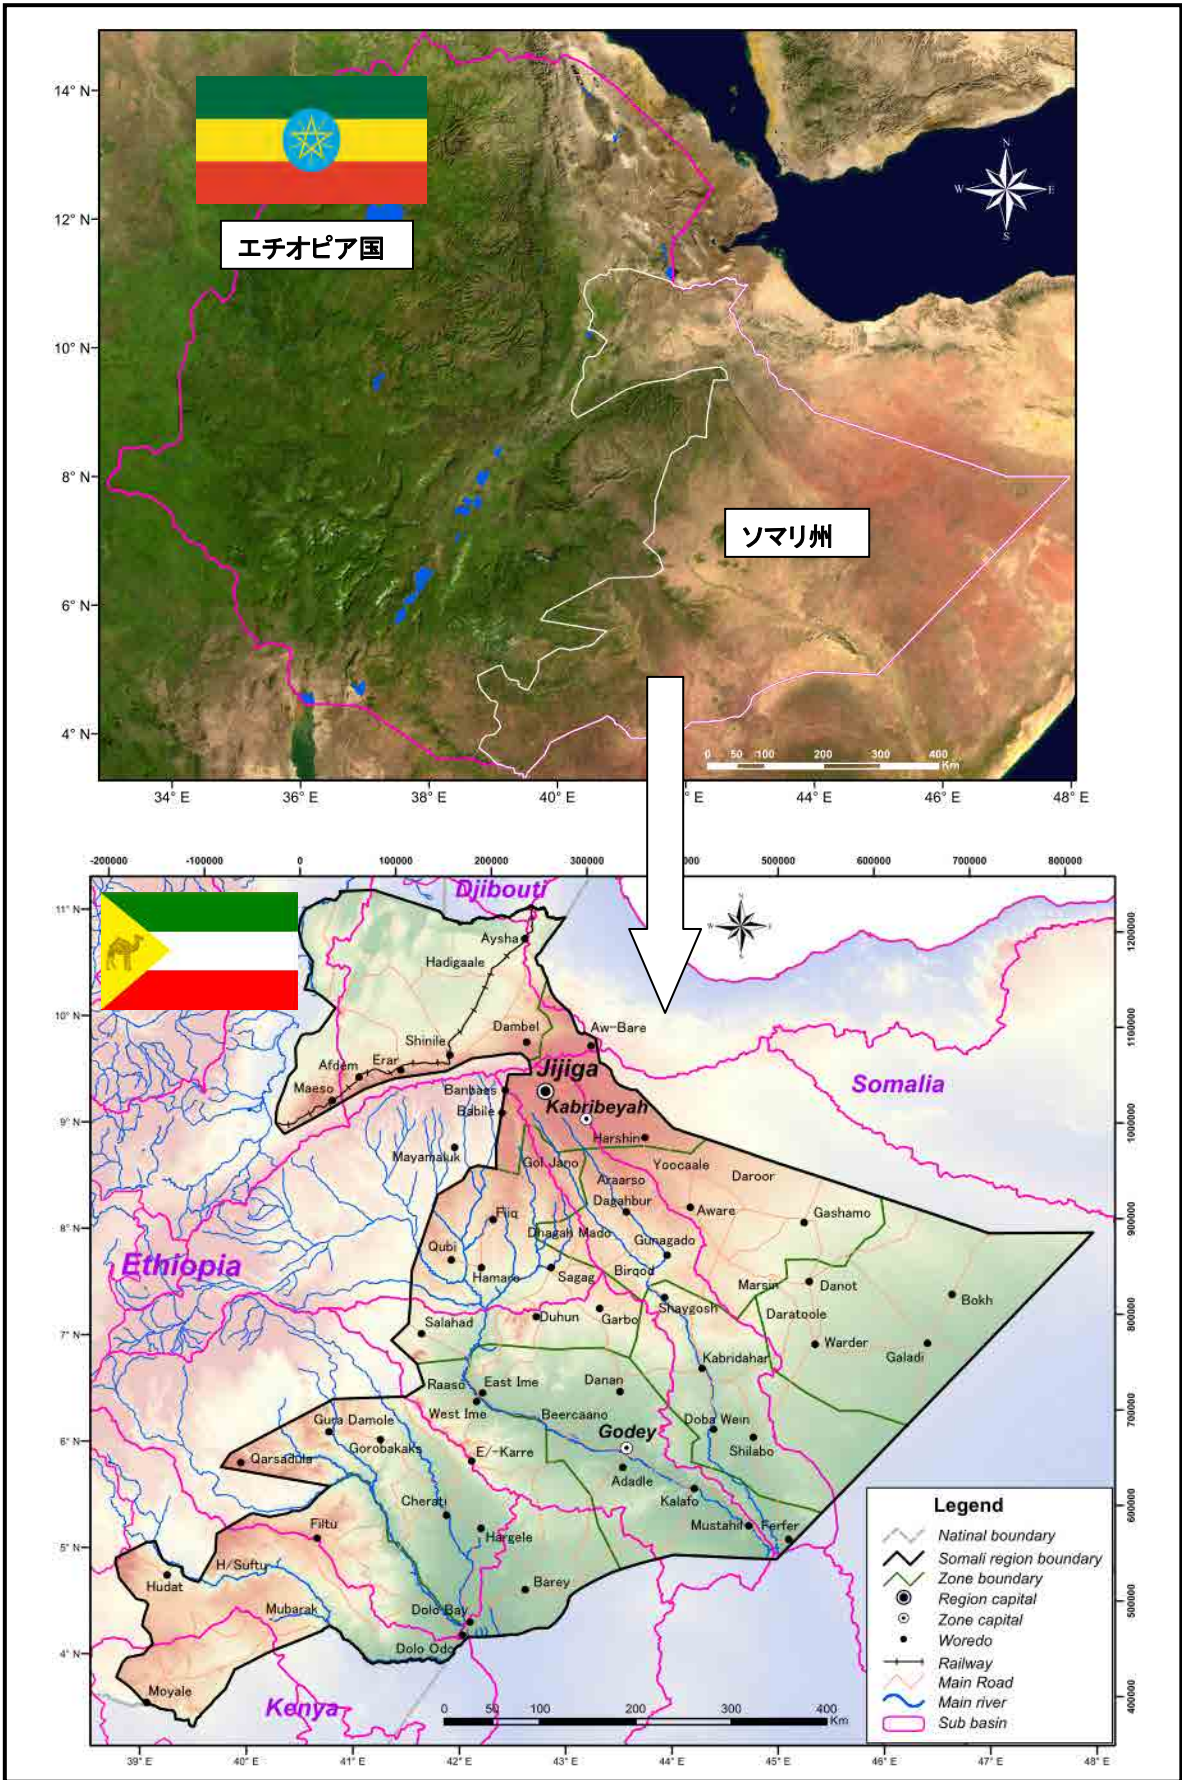 14° N
12° N
10° N
8° N
6° N
4° N
エチオピア国
ソマリ州
N
W
E
S
0 50 100 200 300 400
Km
34° E 36° E 38° E 40° E 2° E 44° E 46° E 48° E
-200000 -100000 0 100000 200000 300000 500000 600000 700000 800000
11° N
10° N
9° N
8° N
7° N
6° N
5° N
4° N
1200000
1100000
1000000
900000
800000
700000
600000
500000
400000
Djibouti
Aysha
Hadigaale
Dambel
Aw-Bare
Shinile
Erar
Afdem
Maeso
Jijiga
Banbaas
Kabribeyah
Babile
Somalia
Harshin
Mayamaluk
Gol Jano
Yoocaale
Daroor
Araarso
Dagahbur
Aware
Gashamo
Fiiq
Dhagah Mado
Gunagado
Qubi
Ethiopia
Hamaro
Sagag
Birqod
Marsin
Danot
Bokh
Shaygosh
Daratoole
Duhun
Garbo
Salahad
Warder
Galadi
Kabridahar
Raaso
East Ime
Danan
West Ime
Beercaano
Doba Wein
Gura Damole
Godey
Gorobakaks
E/-Karre
Shilabo
Qarsadula
Adadle
Kalafo
Cherati
Mustahil
Ferfer
Filtu
Hargele
H/Suftu
Hudat
Barey
Mubarak
Dolo Bay
Dolo Odo
Moyale
Kenya
0 50 100 200 300 400
Km
Legend
Natinal boundary
Somali region boundary
Zone boundary
Region capital
Zone capital
Woredo
Railway
Main Road
Main river
Sub basin
39° E 40° E 41° E 42° E 43° E 44° E 45° E 46° E 47° E 48° E